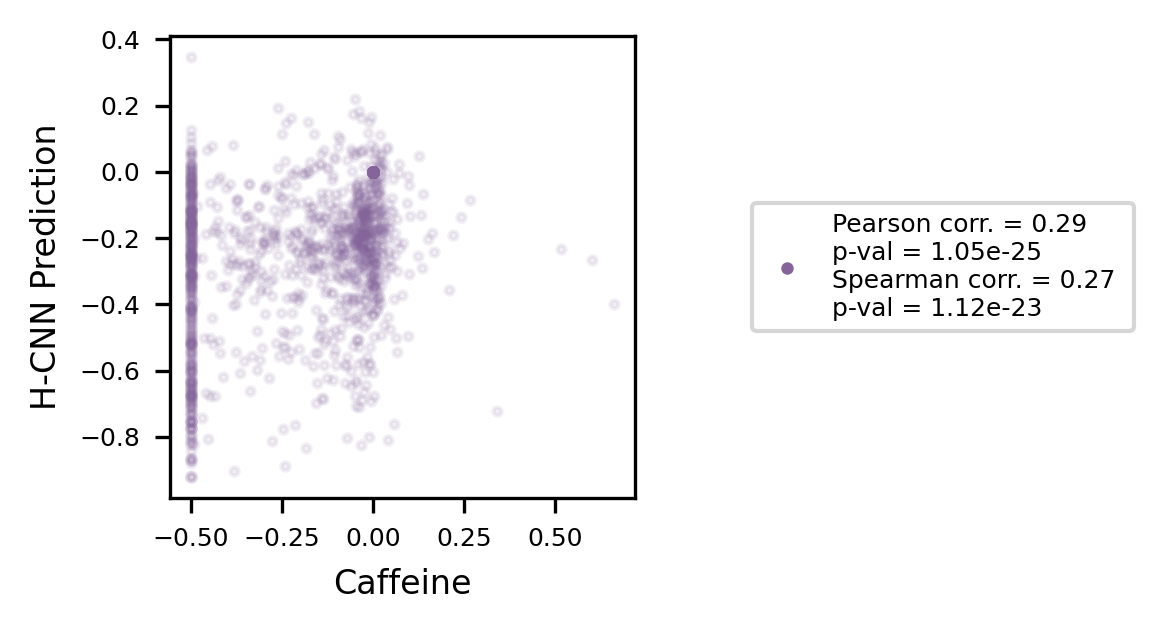 0.4
0.2
0.0
−0.2
−0.4
−0.6
−0.8
H-CNN Prediction
−0.50 −0.25 0.00 0.25 0.50
Caffeine
Pearson corr. = 0.29
p-val = 1.05e-25
Spearman corr. = 0.27
p-val = 1.12e-23